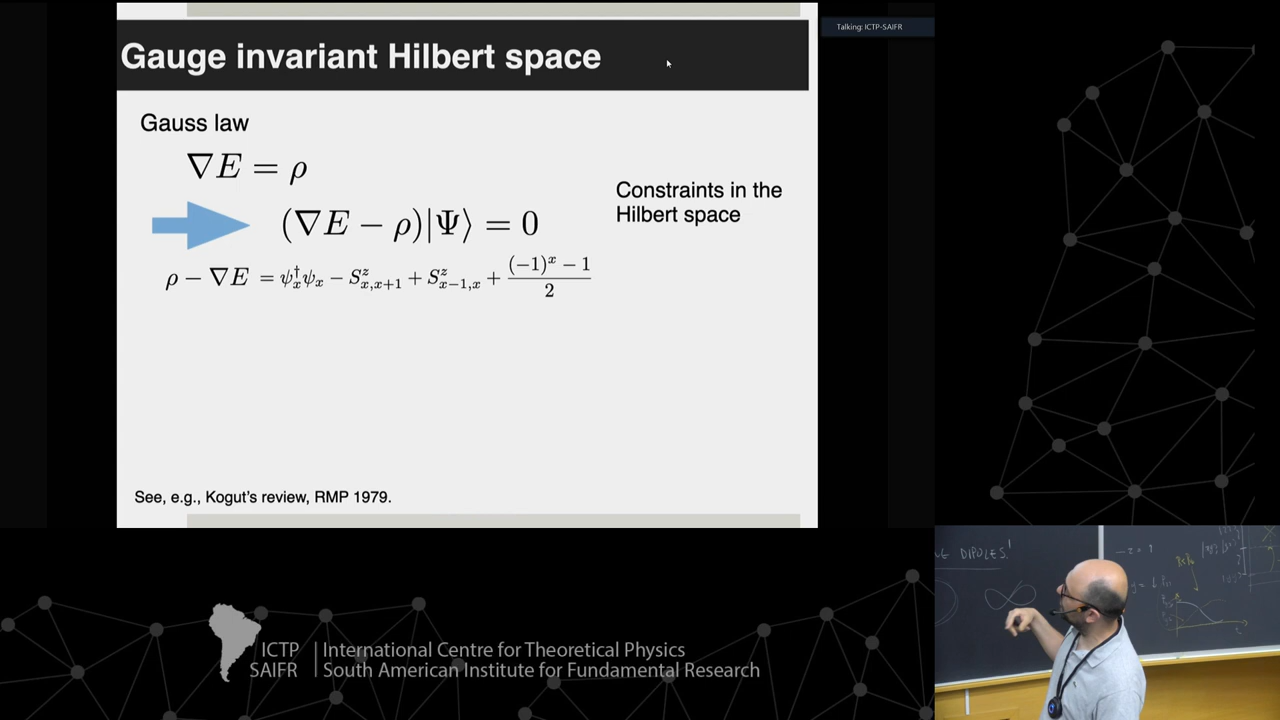 Talking: ICTP-SAIFR
Gauge invariant Hilbert space
Gauss law
∇E = ρ
(∇E − ρ)|Ψ⟩ = 0
Constraints in the
Hilbert space
ρ − ∇E = ψ†ₓψₓ − Sᶻₓ,ₓ₊₁ + Sᶻₓ₋₁,ₓ + ((−1)ˣ − 1)/2
See, e.g., Kogut's review, RMP 1979.
DIPOLES!
ICTP
SAIFR
International Centre for Theoretical Physics
South American Institute for Fundamental Research